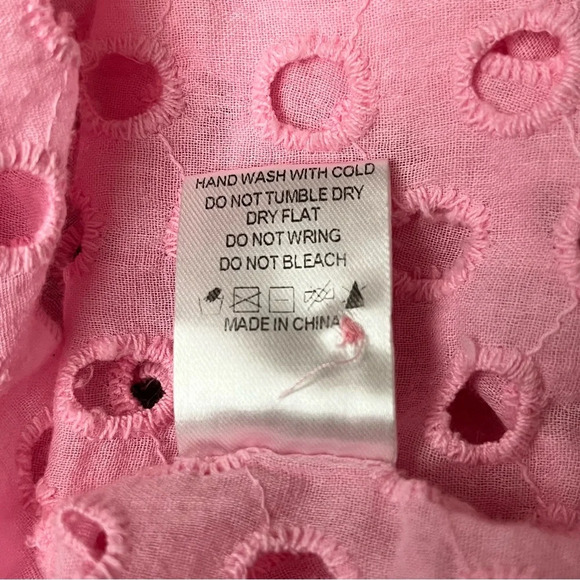 HAND WASH WITH COLD
DO NOT TUMBLE DRY
DRY FLAT
DO NOT WRING
DO NOT BLEACH
MADE IN CHINA